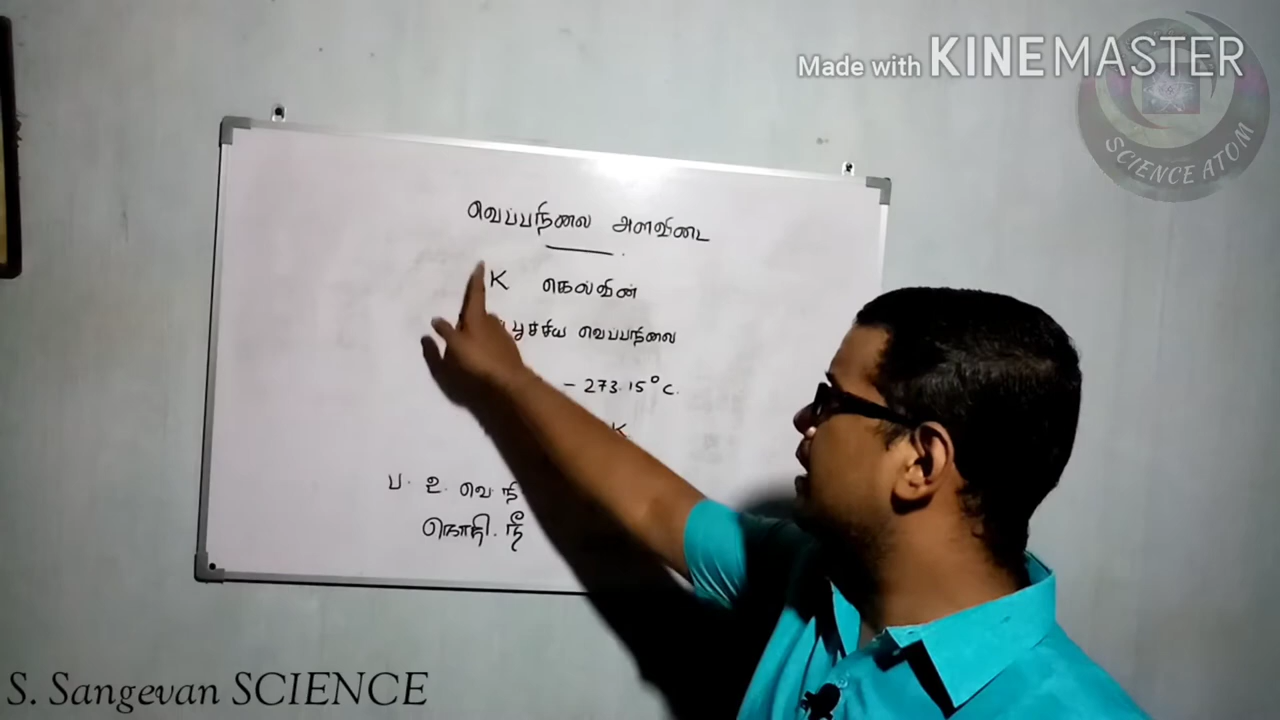 Made with KINEMASTER
SCIENCE ATOM
வெப்பநிலை அளவிடை
K கெல்வின்
பூச்சிய வெப்பநிலை
- 273.15°C.
K
ப. உ. வெ. நி
கொதி. நீ
S. Sangevan SCIENCE